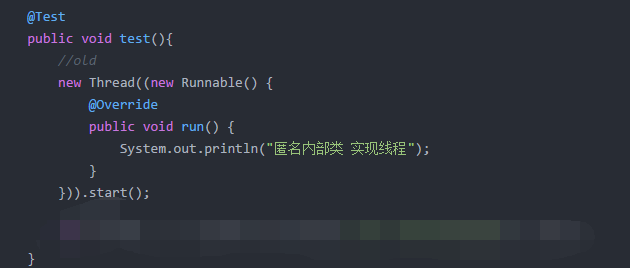 @Test
public void test(){
//old
new Thread((new Runnable() {
@Override
public void run() {
System.out.println("匿名内部类 实现线程");
}
})).start();
}